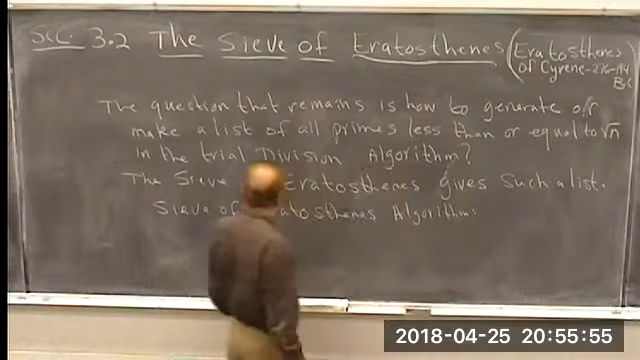 Sec 3.2 The Sieve of Eratosthenes (Eratosthenes
of Cyrene-276-194
BC
The question that remains is how to generate or
make a list of all primes less than or equal to √n
in the trial Division Algorithm?
The Sieve Eratosthenes gives such a list.
Sieve of Eratosthenes Algorithm:
2018-04-25 20:55:55